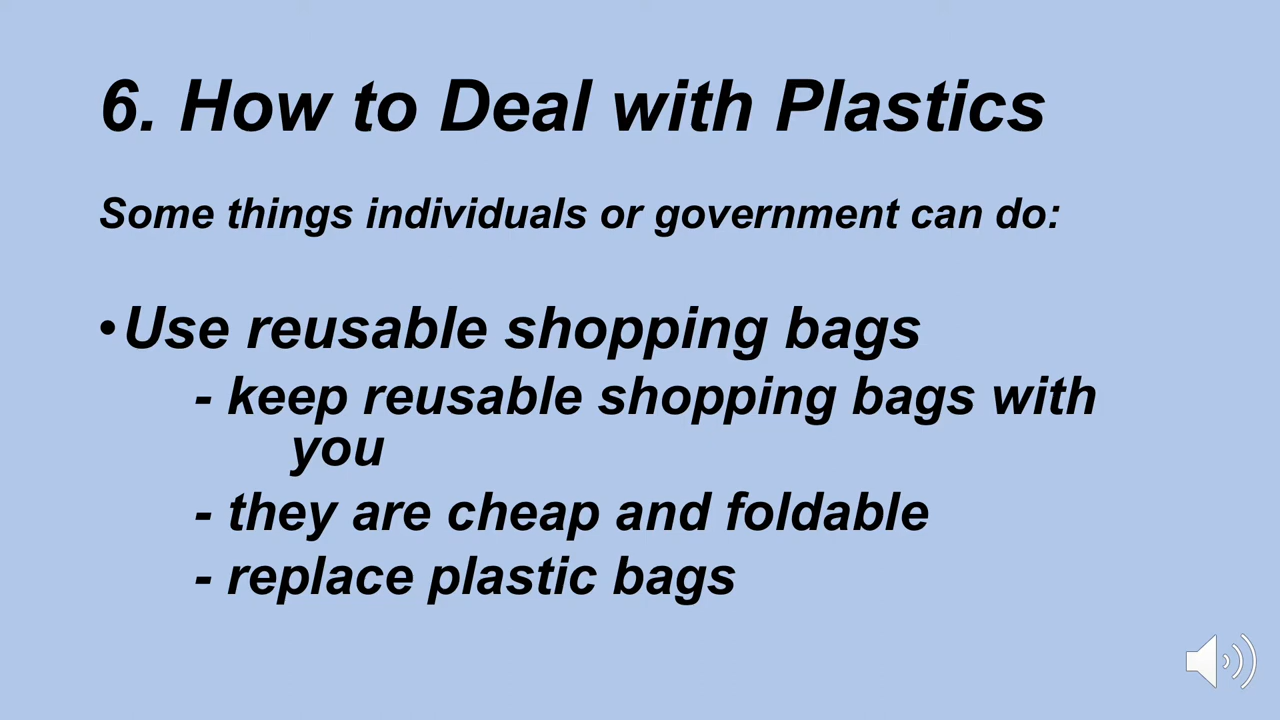 6. How to Deal with Plastics
Some things individuals or government can do:
•Use reusable shopping bags
- keep reusable shopping bags with
you
- they are cheap and foldable
- replace plastic bags